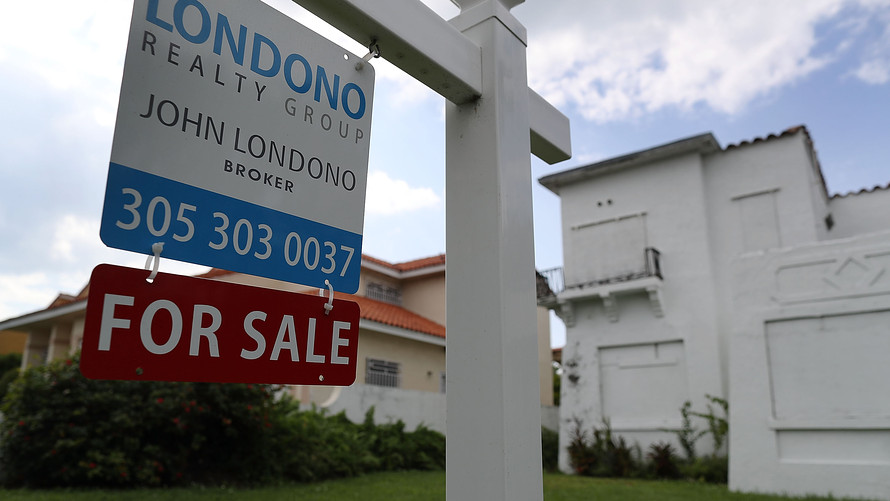 LONDONO
REALTY GROUP
JOHN LONDONO
BROKER
305 303 0037
FOR SALE